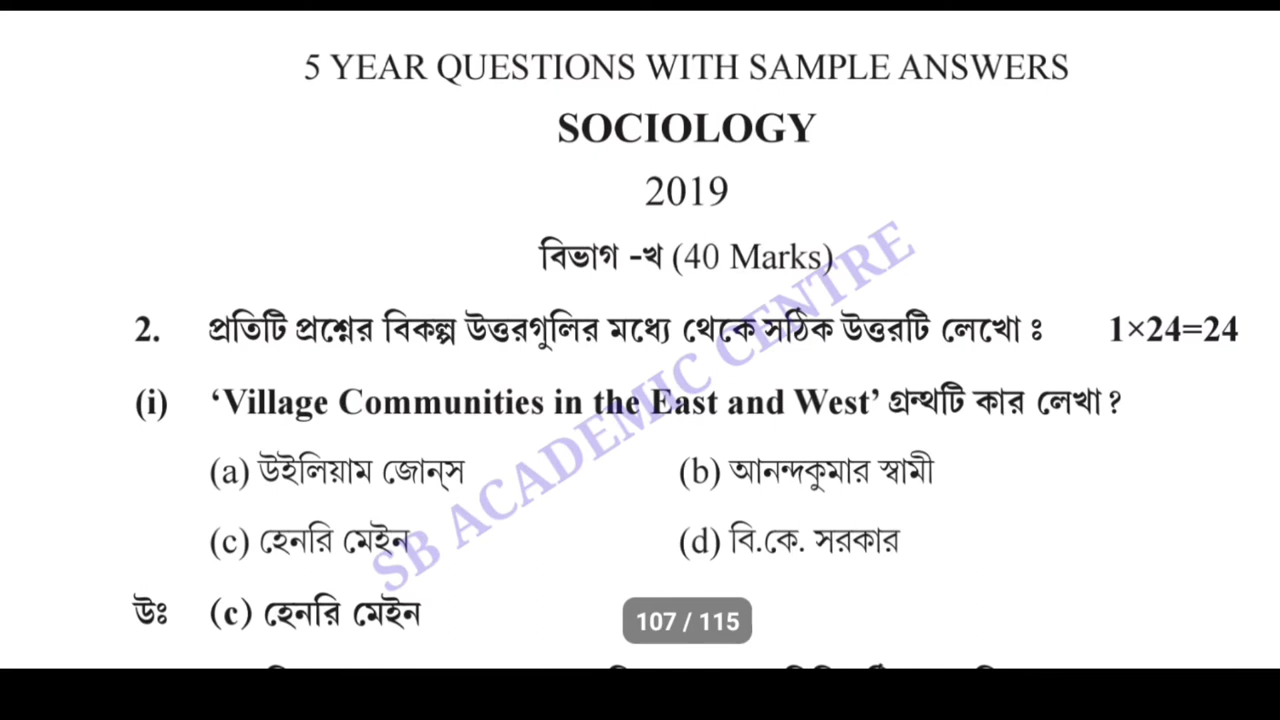 5 YEAR QUESTIONS WITH SAMPLE ANSWERS
SOCIOLOGY
2019
বিভাগ -খ (40 Marks)
2. প্রতিটি প্রশ্নের বিকল্প উত্তরগুলির মধ্যে থেকে সঠিক উত্তরটি লেখো ঃ 1×24=24
(i) ‘Village Communities in the East and West’ গ্রন্থটি কার লেখা ?
(a) উইলিয়াম জোন্‌স (b) আনন্দকুমার স্বামী
(c) হেনরি মেইন (d) বি.কে. সরকার
উঃ (c) হেনরি মেইন
107 / 115
SB ACADEMIC CENTRE